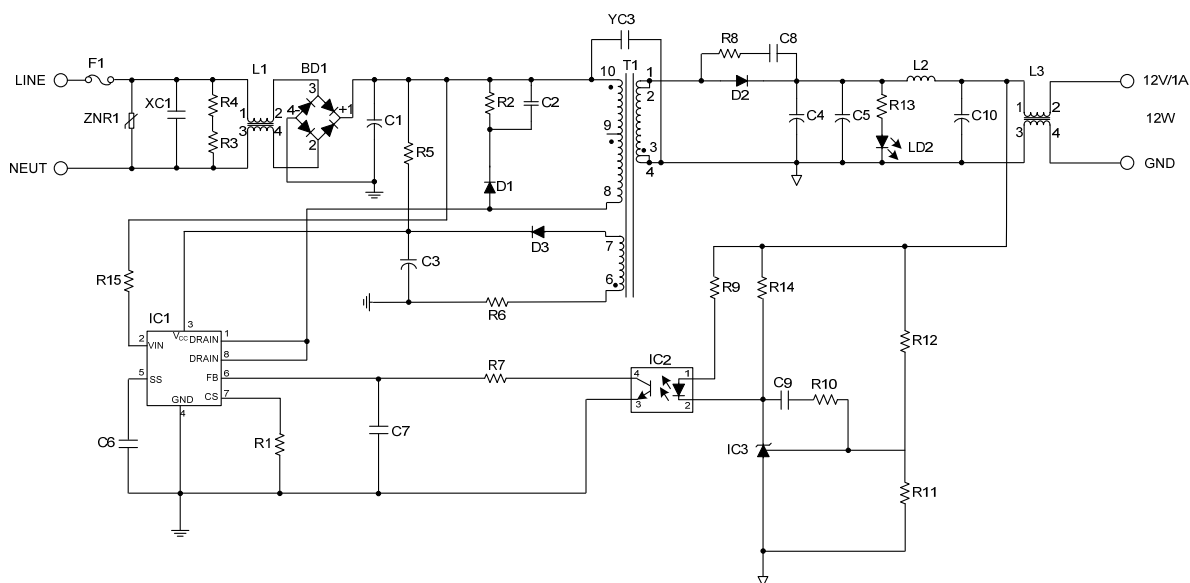 YC3
R8
C8
F1
L1
BD1
10
T1
1
L2
L3
LINE
3
12V/1A
ZNR1
XC1
R4
1
2
4-
+1
C1
R2
C2
2
D2
C4
C5
R13
C10
1
2
12W
R3
3
4
2
R5
9
LD2
3
4
3
4
NEUT
GND
D1
8
D3
7
C3
6
R15
R6
R9
R14
IC1
3
2
VIN
VCC
DRAIN
1
DRAIN
8
R12
5
SS
FB
6
R7
IC2
4
1
3
2
C9
R10
GND
CS
7
4
C6
R1
C7
IC3
R11